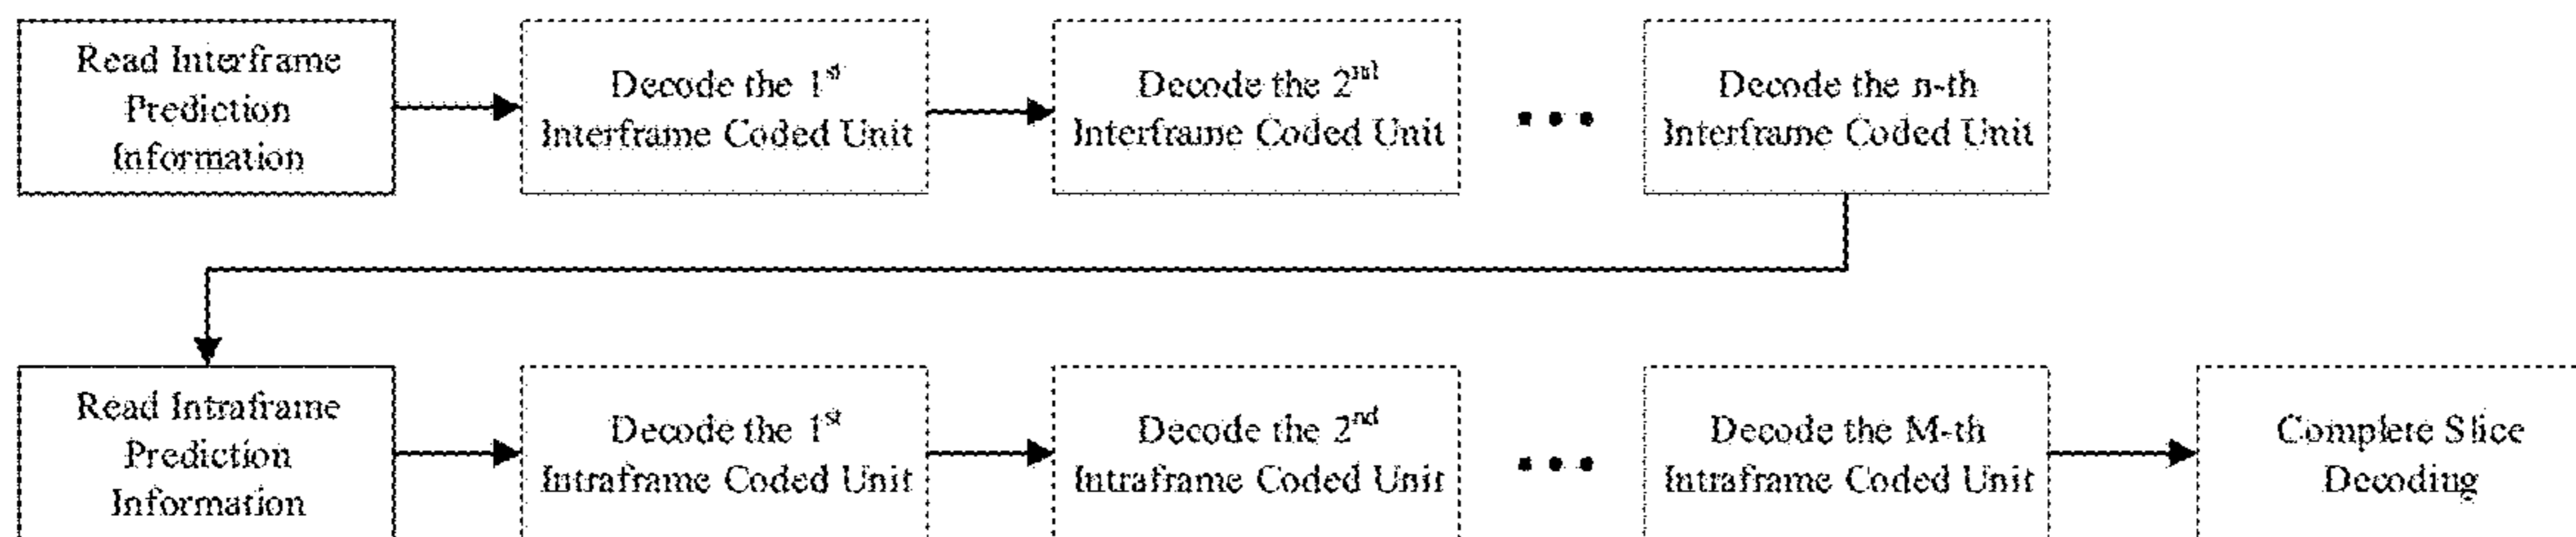 Read Interframe
Prediction
Information
Decode the 1st
Interframe Coded Unit
Decode the 2nd
Interframe Coded Unit
• • •
Decode the n-th
Interframe Coded Unit
Read Intraframe
Prediction
Information
Decode the 1st
Intraframe Coded Unit
Decode the 2nd
Intraframe Coded Unit
• • •
Decode the M-th
Intraframe Coded Unit
Complete Slice
Decoding